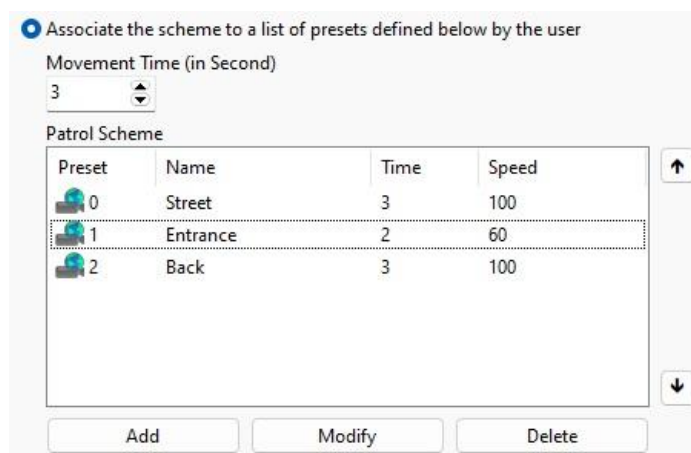 Associate the scheme to a list of presets defined below by the user
Movement Time (in Second)
3
Patrol Scheme
Preset Name Time Speed
0 Street 3 100
1 Entrance 2 60
2 Back 3 100
Add Modify Delete